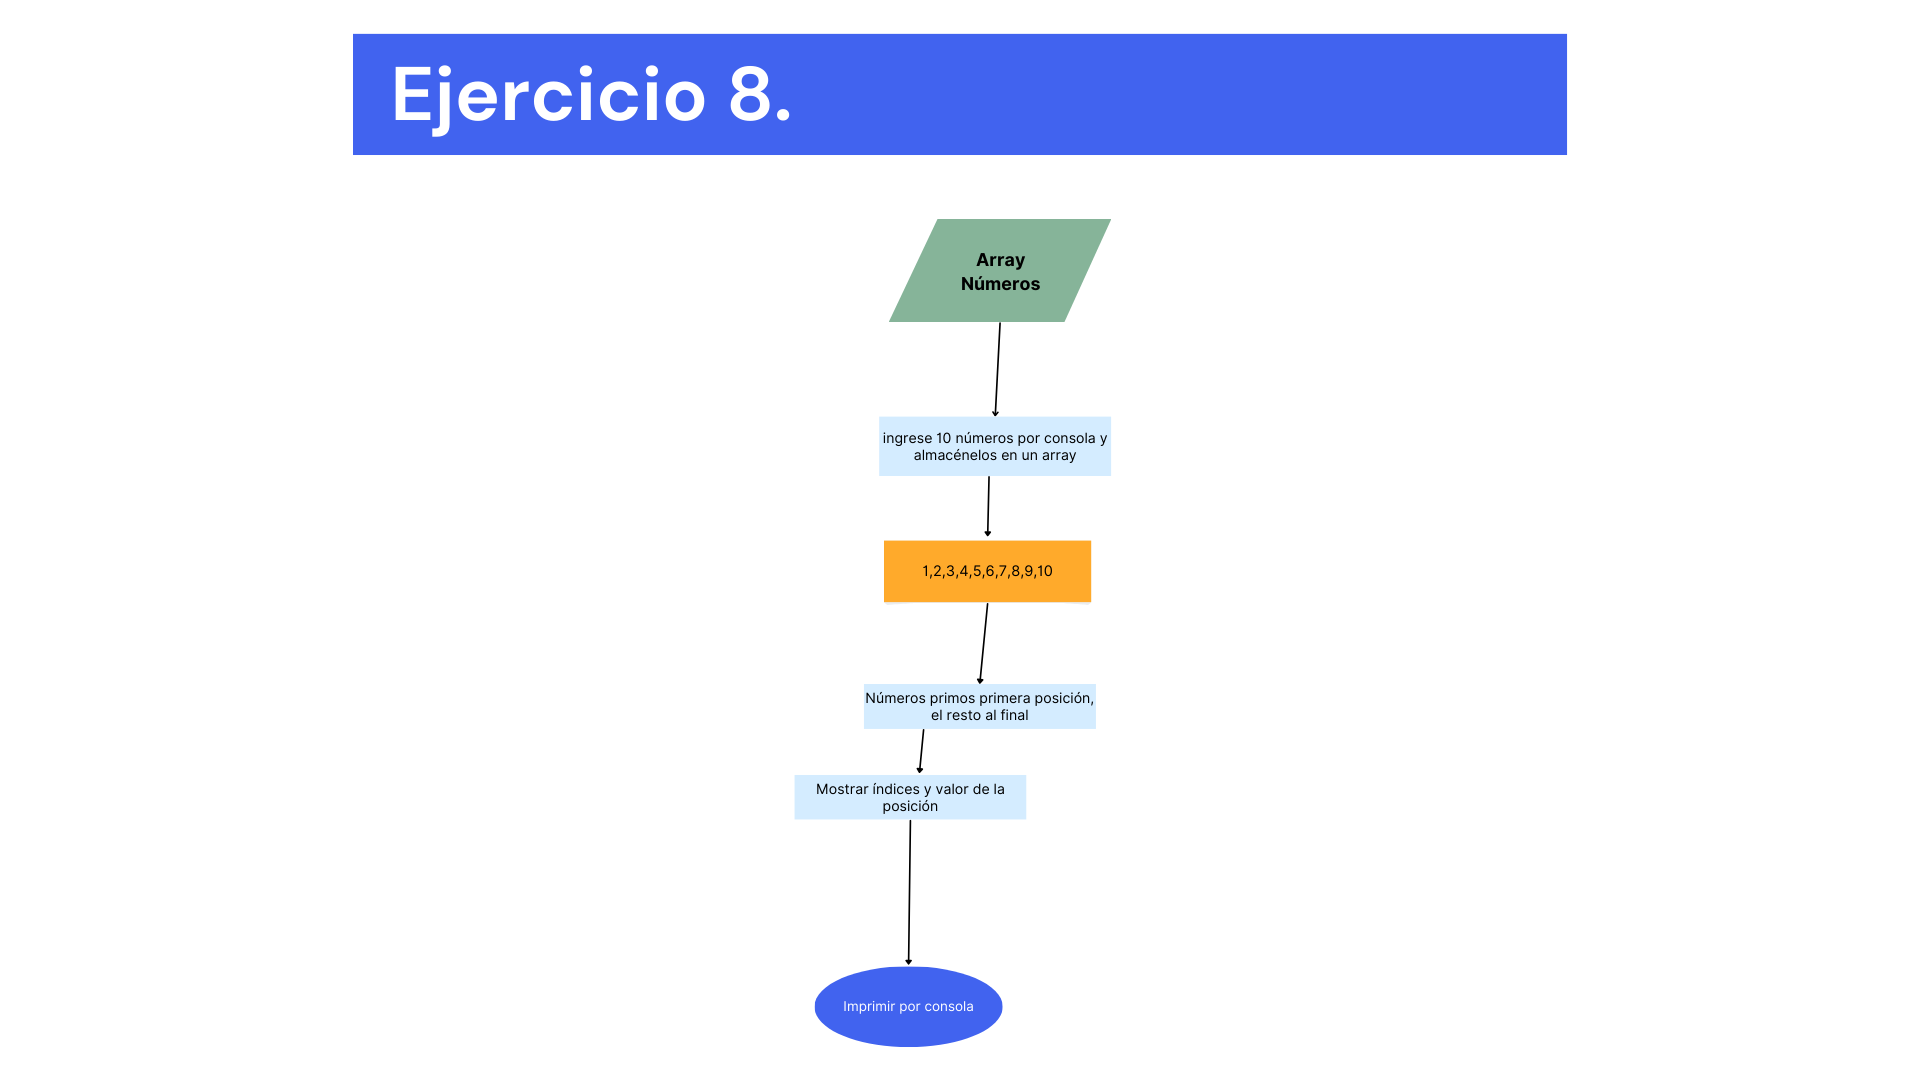 Ejercicio 8.
Array
Números
ingrese 10 números por consola y
almacénelos en un array
1,2,3,4,5,6,7,8,9,10
Números primos primera posición,
el resto al final
Mostrar índices y valor de la
posición
Imprimir por consola